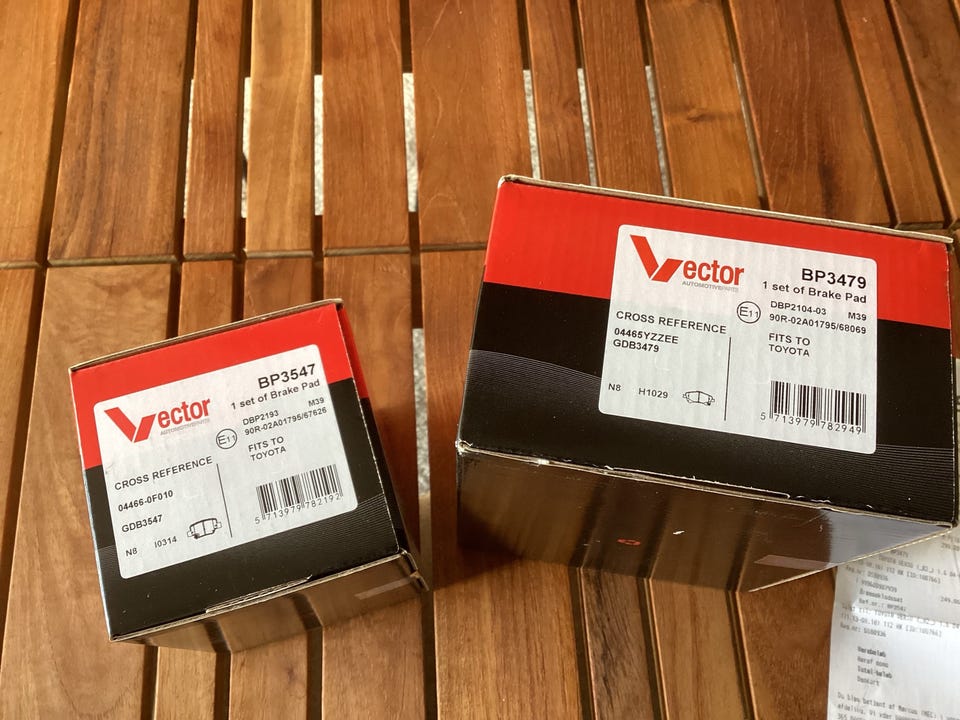 Vector
AUTOMOTIVEPARTS
BP3547
1 set of Brake Pad
DBP2193 M39
E11 90R-02A01795/67626
CROSS REFERENCE
FITS TO
TOYOTA
04466-0F010
GDB3547
N8 I0314
5 713979 782192
Vector
AUTOMOTIVEPARTS
BP3479
1 set of Brake Pad
DBP2104-03 M39
E11 90R-02A01795/68069
CROSS REFERENCE
FITS TO
TOYOTA
04465YZZEE
GDB3479
N8 H1029
5 713979 782949